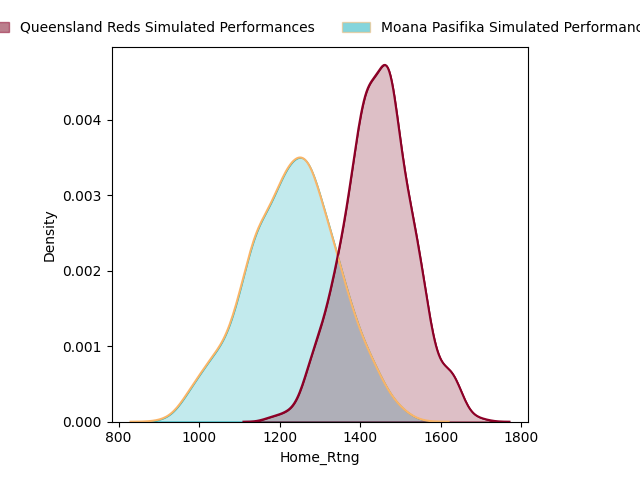 Queensland Reds Simulated Performances Moana Pasifika Simulated Performanc
0.004
0.003
0.002
0.001
0.000
Density
800 1000 1200 1400 1600 1800
Home_Rtng